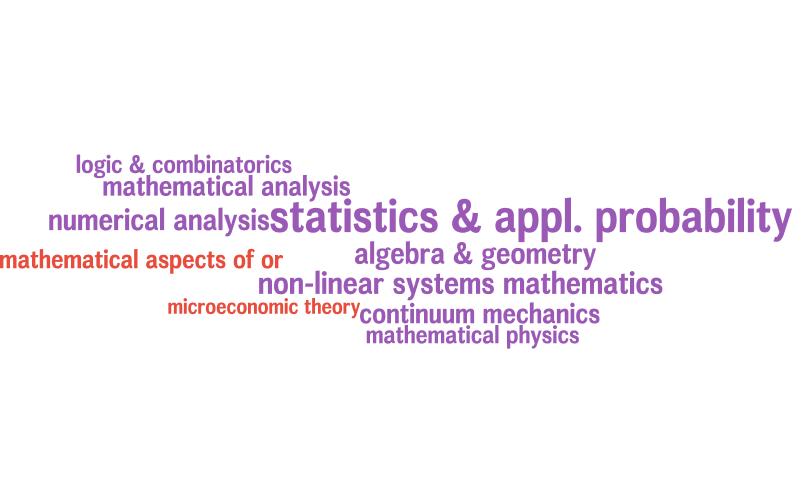 logic & combinatorics
mathematical analysis
numerical analysis
statistics & appl. probability
mathematical aspects of or
algebra & geometry
non-linear systems mathematics
microeconomic theory
continuum mechanics
mathematical physics